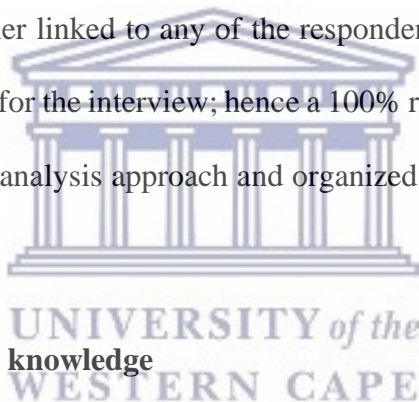 er linked to any of the responder
for the interview; hence a 100% r
analysis approach and organized
UNIVERSITY of the
knowledge
WESTERN CAPE